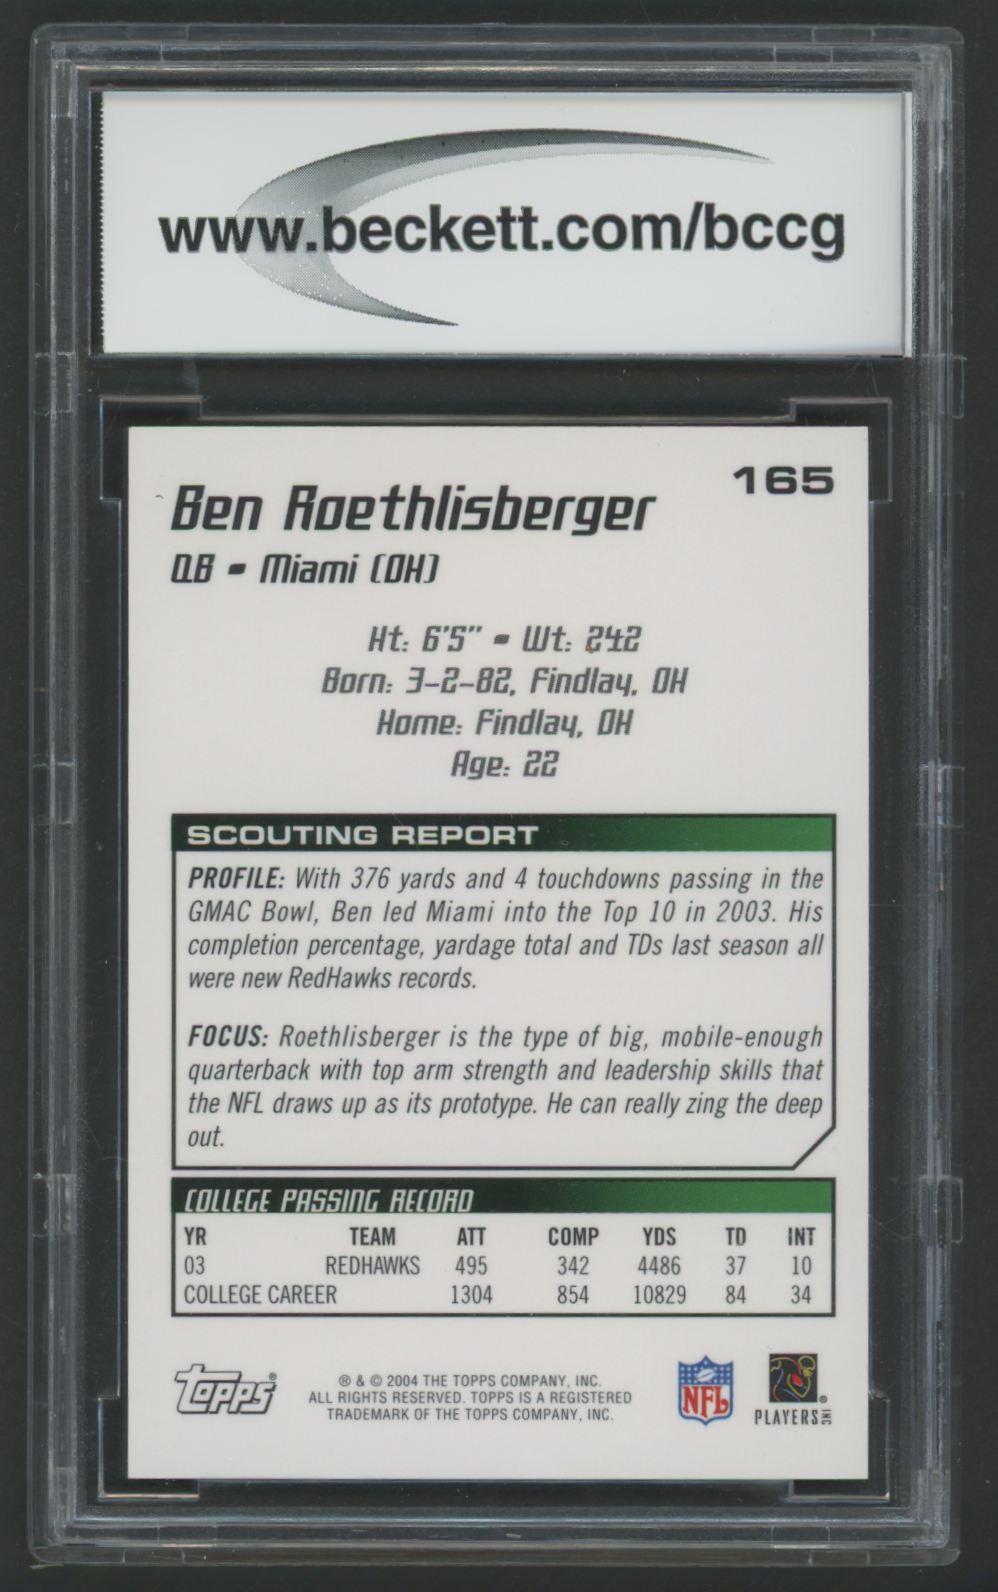 www.beckett.com/bccg
165
Ben Roethlisberger
QB - Miami (OH)
Ht: 6'5" - Wt: 242
Born: 3-2-82, Findlay, OH
Home: Findlay, OH
Age: 22
SCOUTING REPORT
PROFILE: With 376 yards and 4 touchdowns passing in the
GMAC Bowl, Ben led Miami into the Top 10 in 2003. His
completion percentage, yardage total and TDs last season all
were new RedHawks records.
FOCUS: Roethlisberger is the type of big, mobile-enough
quarterback with top arm strength and leadership skills that
the NFL draws up as its prototype. He can really zing the deep
out.
COLLEGE PASSING RECORD
YR TEAM ATT COMP YDS TD INT
03 REDHAWKS 495 342 4486 37 10
COLLEGE CAREER 1304 854 10829 84 34
Topps®
® & © 2004 THE TOPPS COMPANY, INC.
ALL RIGHTS RESERVED. TOPPS IS A REGISTERED
TRADEMARK OF THE TOPPS COMPANY, INC.
NFL
PLAYERS INC ®